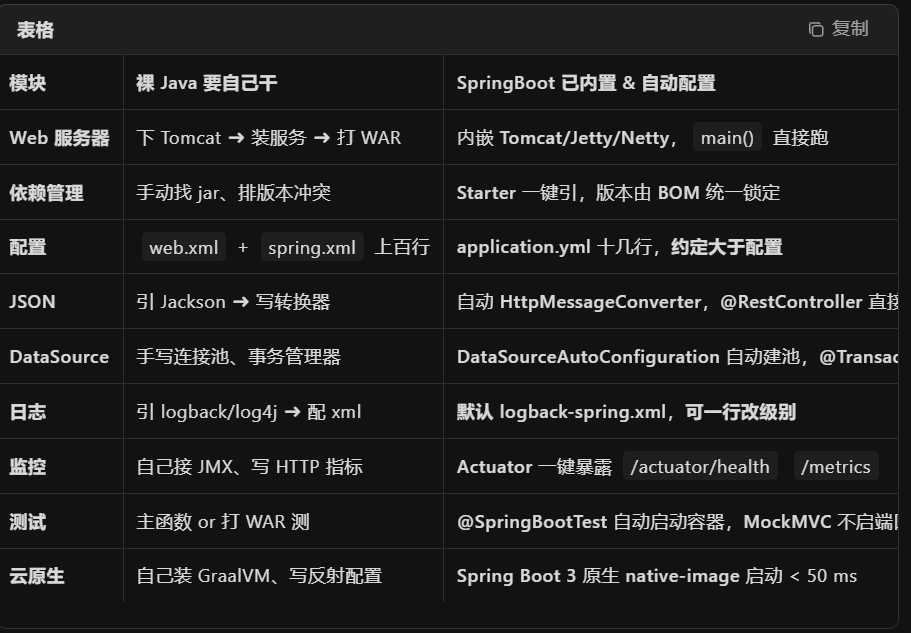 表格 复制
模块 裸 Java 要自己干 SpringBoot 已内置 & 自动配置
Web 服务器 下 Tomcat ➜ 装服务 ➜ 打 WAR 内嵌 Tomcat/Jetty/Netty， main() 直接跑
依赖管理 手动找 jar、排版本冲突 Starter 一键引，版本由 BOM 统一锁定
配置 web.xml + spring.xml 上百行 application.yml 十几行，约定大于配置
JSON 引 Jackson ➜ 写转换器 自动 HttpMessageConverter，@RestController 直接
DataSource 手写连接池、事务管理器 DataSourceAutoConfiguration 自动建池，@Transac
日志 引 logback/log4j ➜ 配 xml 默认 logback-spring.xml，可一行改级别
监控 自己接 JMX、写 HTTP 指标 Actuator 一键暴露 /actuator/health /metrics
测试 主函数 or 打 WAR 测 @SpringBootTest 自动启动容器，MockMVC 不启端
云原生 自己装 GraalVM、写反射配置 Spring Boot 3 原生 native-image 启动 < 50 ms